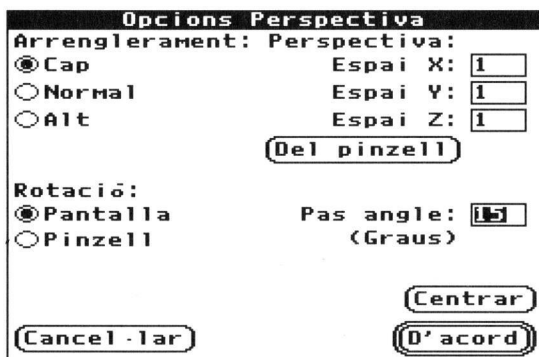 Opcions Perspectiva
Arrenglerament: Perspectiva:
Cap Espai X: 1
Normal Espai Y: 1
Alt Espai Z: 1
Del pinzell
Rotació:
Pantalla Pas angle: 15
Pinzell (Graus)
Centrar
Cancel·lar D'acord